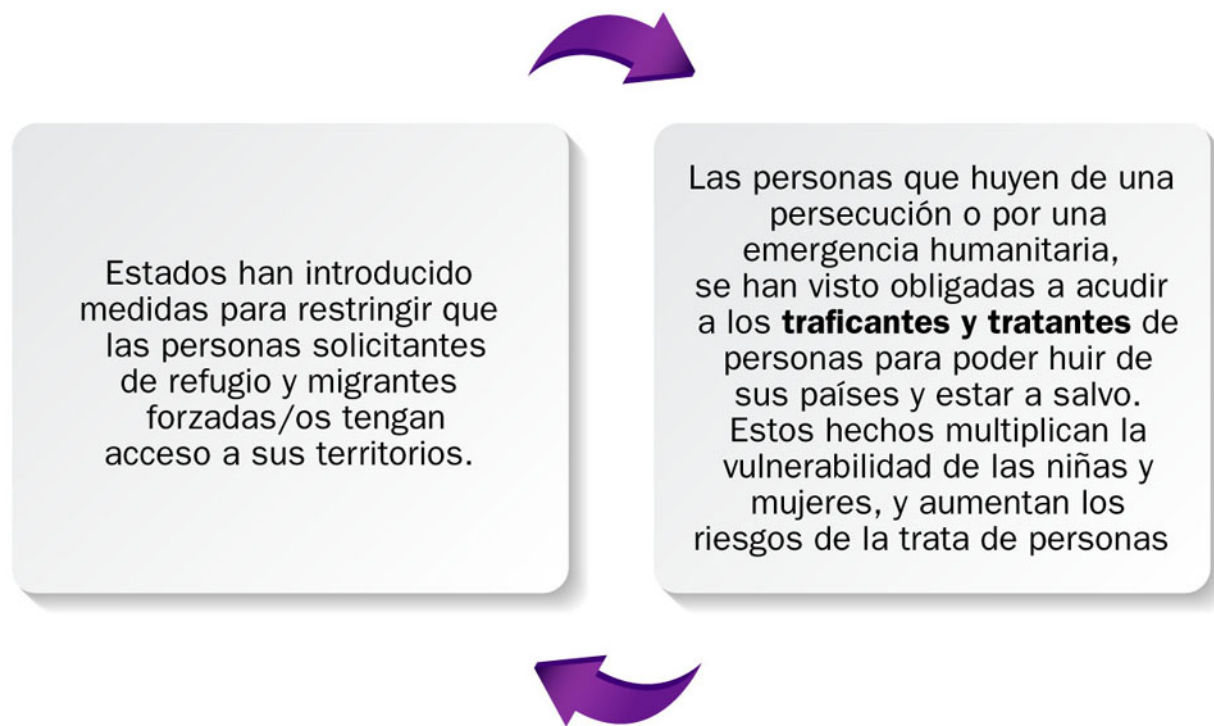 Estados han introducido
medidas para restringir que
las personas solicitantes
de refugio y migrantes
forzadas/os tengan
acceso a sus territorios.
Las personas que huyen de una
persecución o por una
emergencia humanitaria,
se han visto obligadas a acudir
a los traficantes y tratantes de
personas para poder huir de
sus países y estar a salvo.
Estos hechos multiplican la
vulnerabilidad de las niñas y
mujeres, y aumentan los
riesgos de la trata de personas